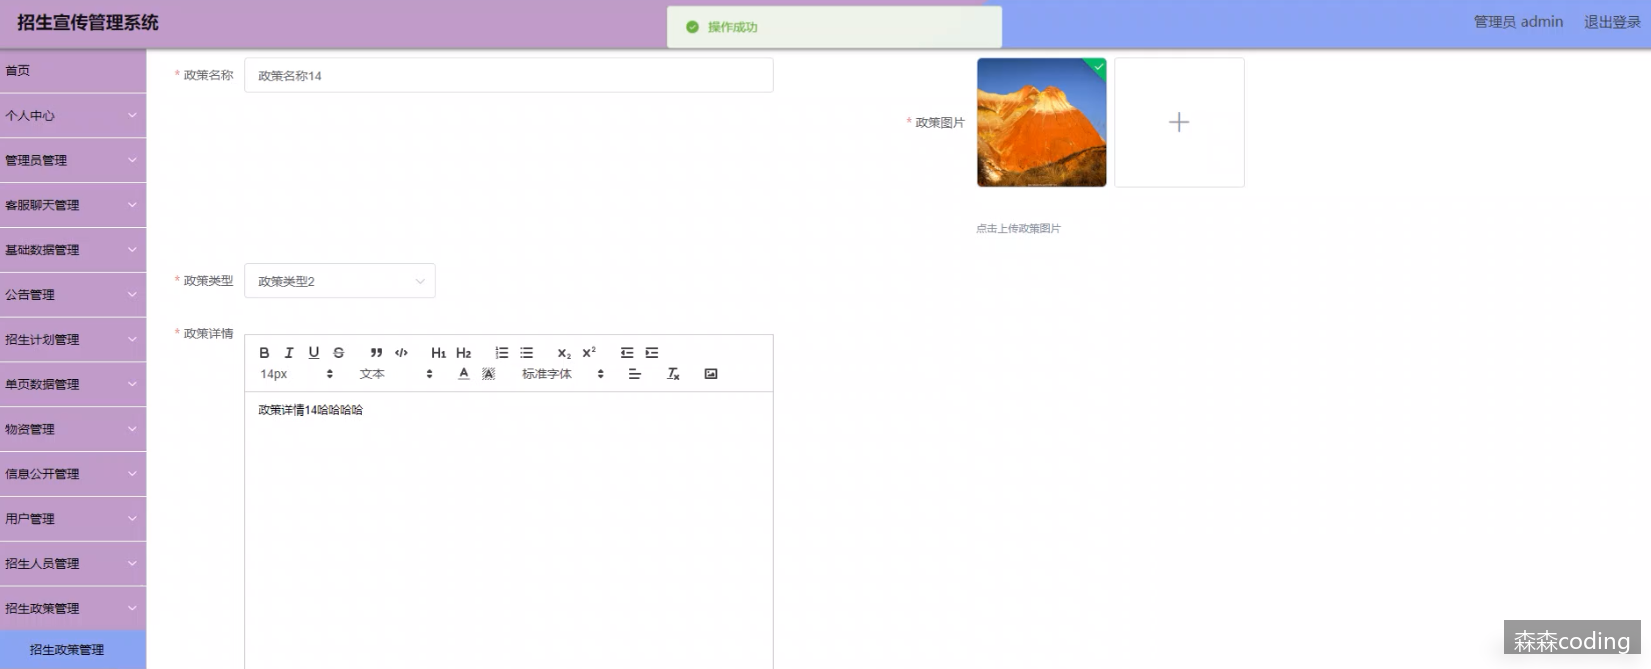 招生宣传管理系统
操作成功
管理员 admin
退出登录
首页
个人中心
管理员管理
客服聊天管理
基础数据管理
公告管理
招生计划管理
单页数据管理
物资管理
信息公开管理
用户管理
招生人员管理
招生政策管理
招生政策管理
* 政策名称
政策名称14
* 政策图片
点击上传政策图片
* 政策类型
政策类型2
* 政策详情
B I U S H1 H2 X2 X2
14px 文本 A A 标准字体 Tx
政策详情14哈哈哈哈
森森coding